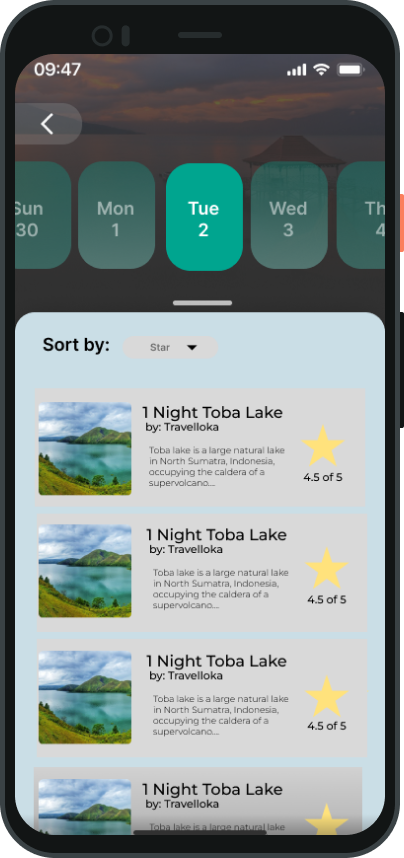 09:47
Sun Mon Tue Wed Th
30 1 2 3 4
Sort by: Star
1 Night Toba Lake
by: Travelloka
Toba lake is a large natural lake
in North Sumatra, Indonesia,
occupying the caldera of a
supervolcano...
4.5 of 5
1 Night Toba Lake
by: Travelloka
Toba lake is a large natural lake
in North Sumatra, Indonesia,
occupying the caldera of a
supervolcano...
4.5 of 5
1 Night Toba Lake
by: Travelloka
Toba lake is a large natural lake
in North Sumatra, Indonesia,
occupying the caldera of a
supervolcano...
4.5 of 5
1 Night Toba Lake
by: Travelloka
Toba lake is a large natural lake